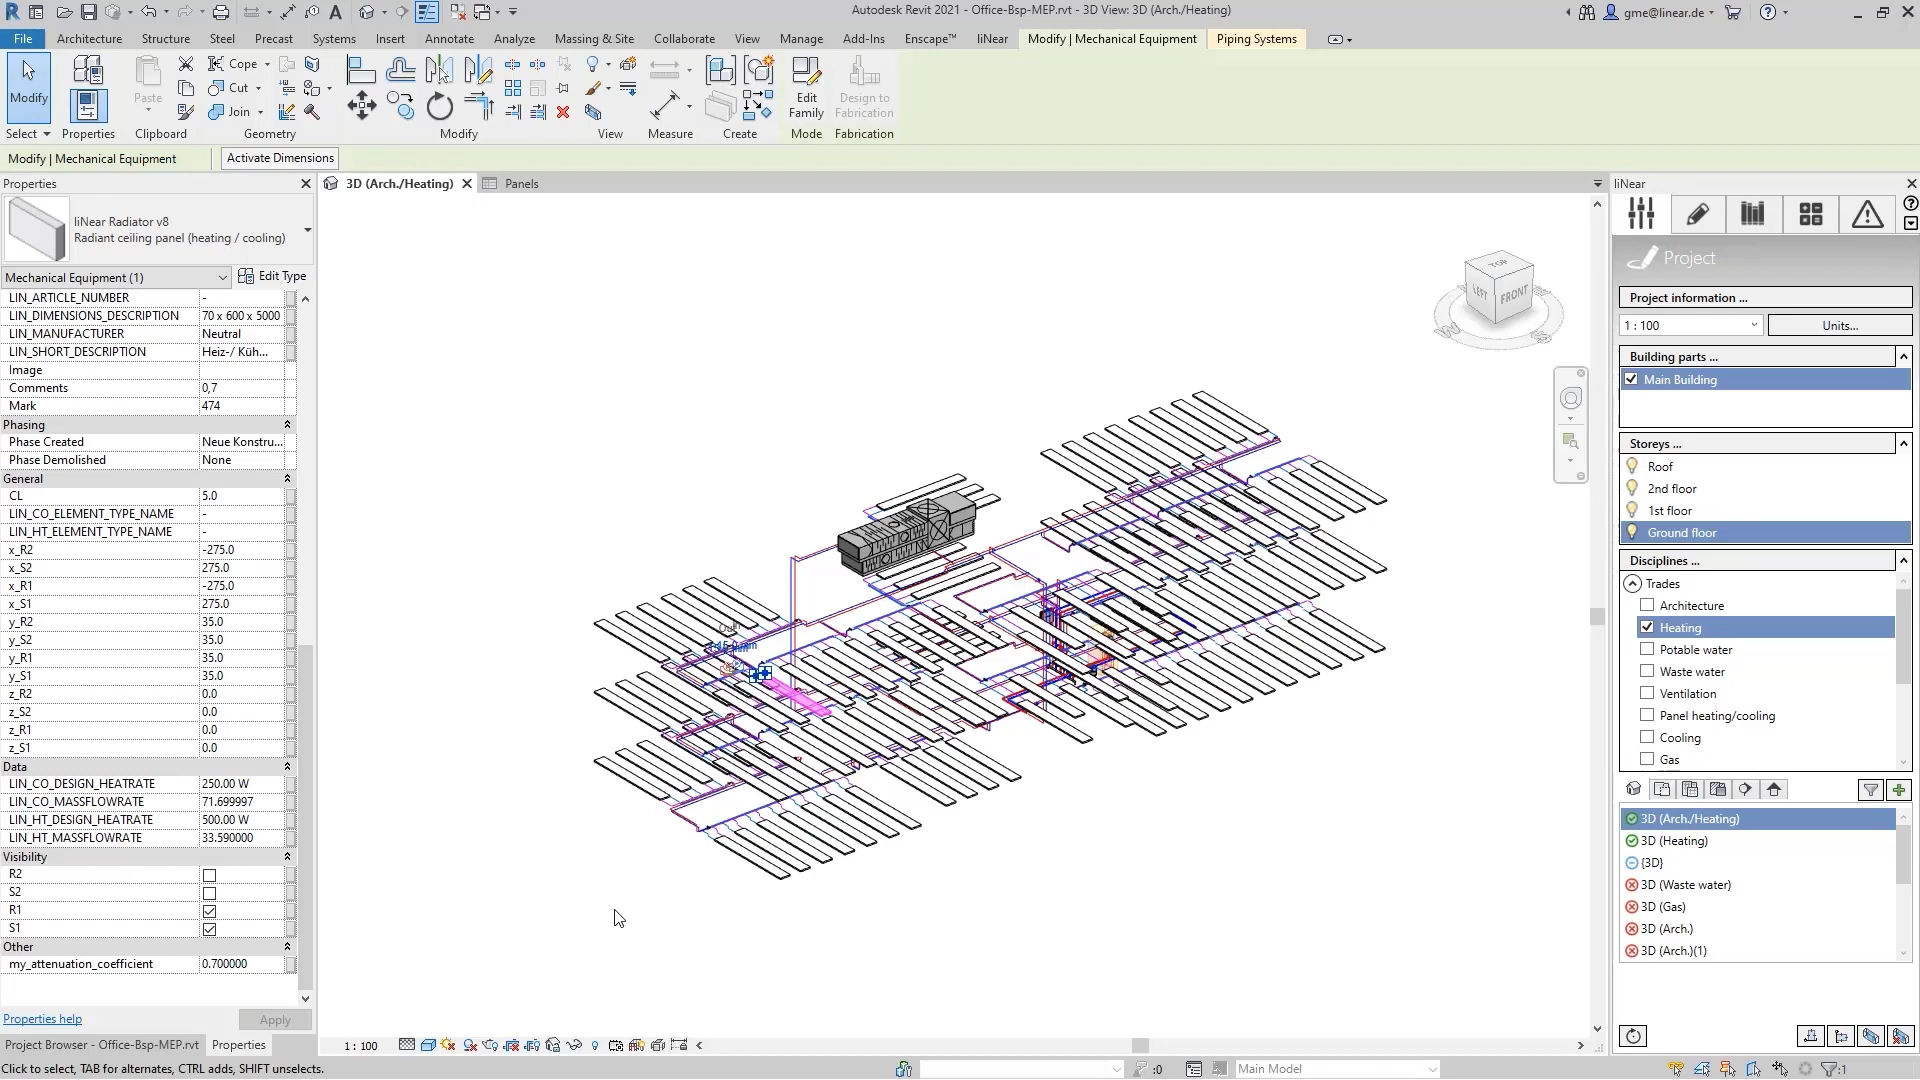 Autodesk Revit 2021 - Office-Bsp-MEP.rvt - 3D View: 3D (Arch./Heating)
gme@linear.de
File
Architecture
Structure
Steel
Precast
Systems
Insert
Annotate
Analyze
Massing & Site
Collaborate
View
Manage
Add-Ins
Enscape™
liNear
Modify | Mechanical Equipment
Piping Systems
Modify
Paste
Cope
Cut
Join
Edit
Family
Design to
Fabrication
Select
Properties
Clipboard
Geometry
Modify
View
Measure
Create
Mode
Fabrication
Modify | Mechanical Equipment
Activate Dimensions
Properties
liNear Radiator v8
Radiant ceiling panel (heating / cooling)
Mechanical Equipment (1)
Edit Type
LIN_ARTICLE_NUMBER -
LIN_DIMENSIONS_DESCRIPTION 70 x 600 x 5000
LIN_MANUFACTURER Neutral
LIN_SHORT_DESCRIPTION Heiz-/ Küh...
Image
Comments 0,7
Mark 474
Phasing
Phase Created Neue Konstru...
Phase Demolished None
General
CL 5.0
LIN_CO_ELEMENT_TYPE_NAME -
LIN_HT_ELEMENT_TYPE_NAME -
x_R2 -275.0
x_S2 275.0
x_R1 -275.0
x_S1 275.0
y_R2 35.0
y_S2 35.0
y_R1 35.0
y_S1 35.0
z_R2 0.0
z_S2 0.0
z_R1 0.0
z_S1 0.0
Data
LIN_CO_DESIGN_HEATRATE 250.00 W
LIN_CO_MASSFLOWRATE 71.699997
LIN_HT_DESIGN_HEATRATE 500.00 W
LIN_HT_MASSFLOWRATE 33.590000
Visibility
R2
S2
R1
S1
Other
my_attenuation_coefficient 0.700000
Properties help
Apply
Project Browser - Office-Bsp-MEP.rvt
Properties
3D (Arch./Heating)
Panels
TOP
LEFT
FRONT
W
S
1 : 100
Click to select, TAB for alternates, CTRL adds, SHIFT unselects.
:0
Main Model
:1
liNear
Project
Project information ...
1 : 100
Units...
Building parts ...
Main Building
Storeys ...
Roof
2nd floor
1st floor
Ground floor
Disciplines ...
Trades
Architecture
Heating
Potable water
Waste water
Ventilation
Panel heating/cooling
Cooling
Gas
3D (Arch./Heating)
3D (Heating)
{3D}
3D (Waste water)
3D (Gas)
3D (Arch.)
3D (Arch.)(1)